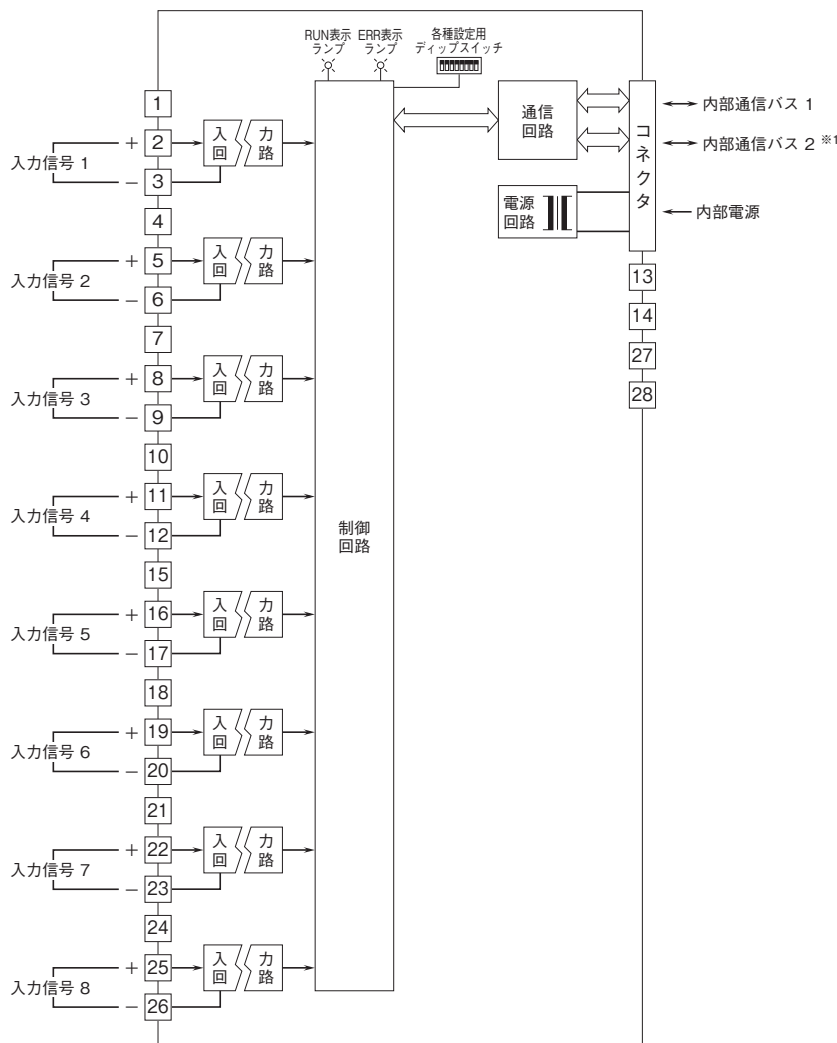 RUN表示
ランプ
ERR表示
ランプ
各種設定用
ディップスイッチ
1
入力信号 1
+ 2
− 3
入 力
回 路
4
入力信号 2
+ 5
− 6
入 力
回 路
7
入力信号 3
+ 8
− 9
入 力
回 路
10
入力信号 4
+ 11
− 12
入 力
回 路
15
入力信号 5
+ 16
− 17
入 力
回 路
18
入力信号 6
+ 19
− 20
入 力
回 路
21
入力信号 7
+ 22
− 23
入 力
回 路
24
入力信号 8
+ 25
− 26
入 力
回 路
制御
回路
通信
回路
電源
回路
コネクタ
内部通信バス 1
内部通信バス 2 ※1
内部電源
13
14
27
28